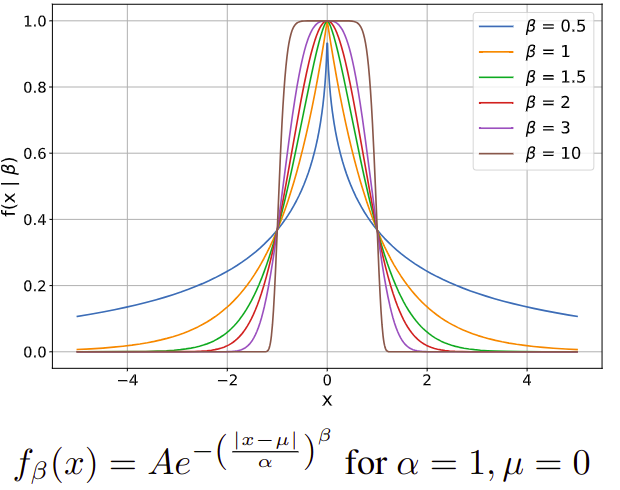 1.0
0.8
0.6
0.4
0.2
0.0
f(x | β)
−4 −2 0 2 4
x
β = 0.5
β = 1
β = 1.5
β = 2
β = 3
β = 10
f_β(x) = Ae^{−(|x−μ|/α)^β} for α = 1, μ = 0